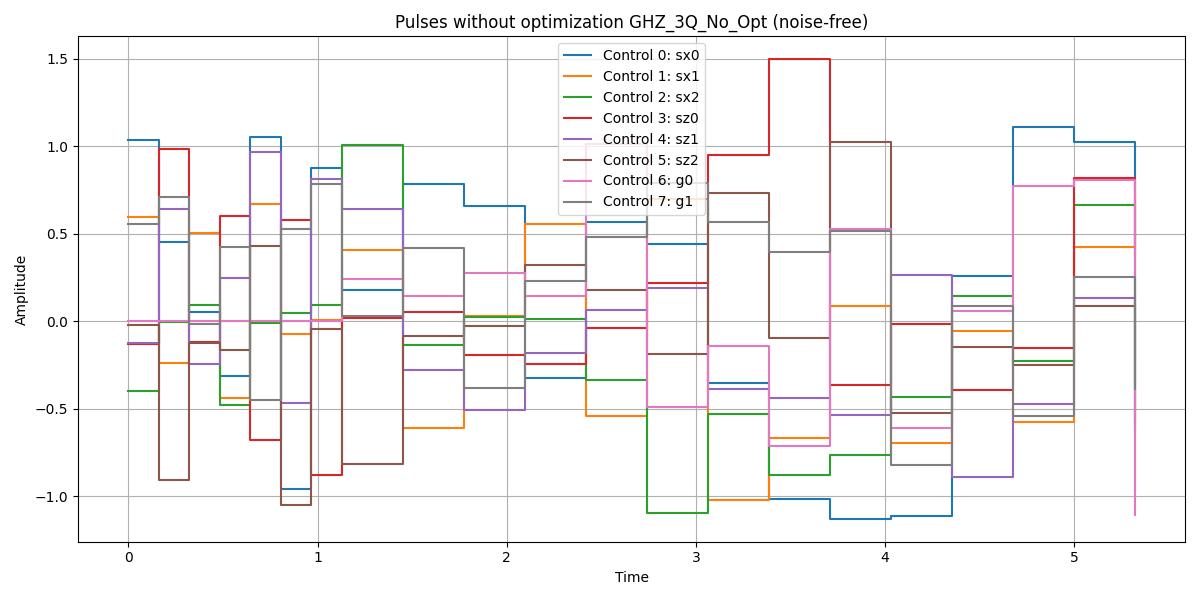 Pulses without optimization GHZ_3Q_No_Opt (noise-free)
Amplitude
1.5
1.0
0.5
0.0
−0.5
−1.0
Control 0: sx0
Control 1: sx1
Control 2: sx2
Control 3: sz0
Control 4: sz1
Control 5: sz2
Control 6: g0
Control 7: g1
0 1 2 3 4 5
Time